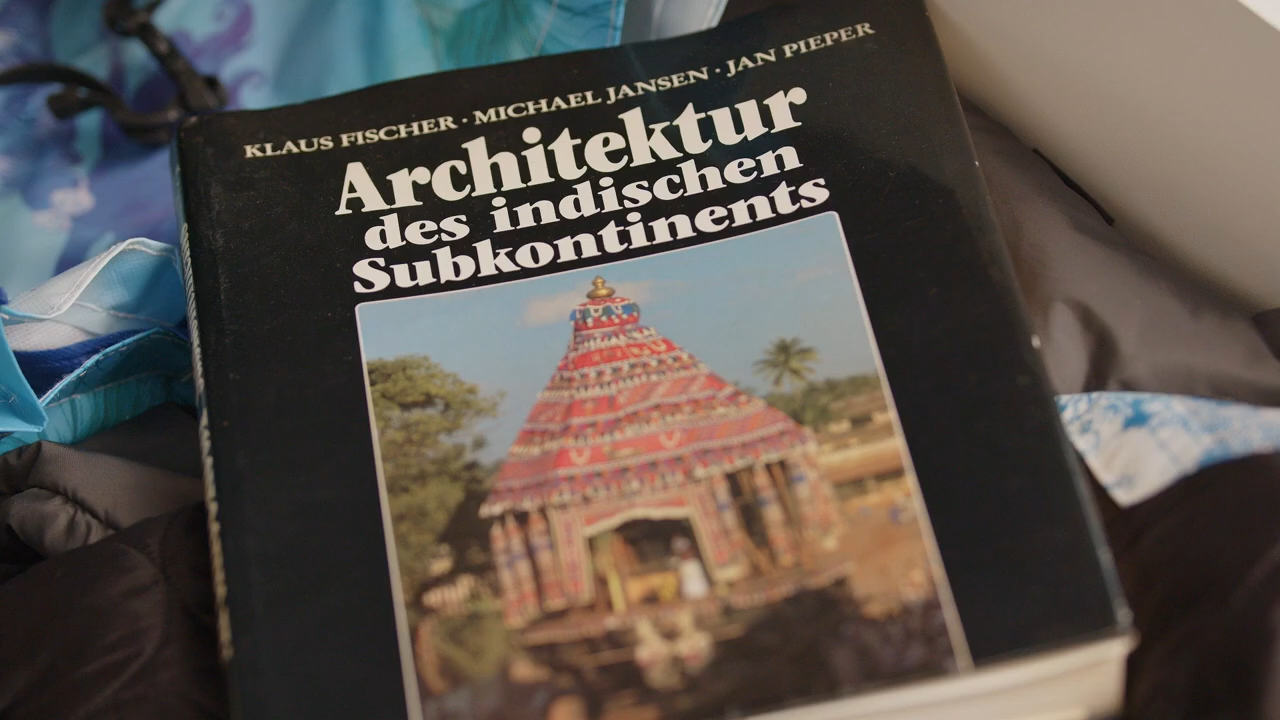 KLAUS FISCHER · MICHAEL JANSEN · JAN PIEPER
Architektur
des indischen
Subkontinents